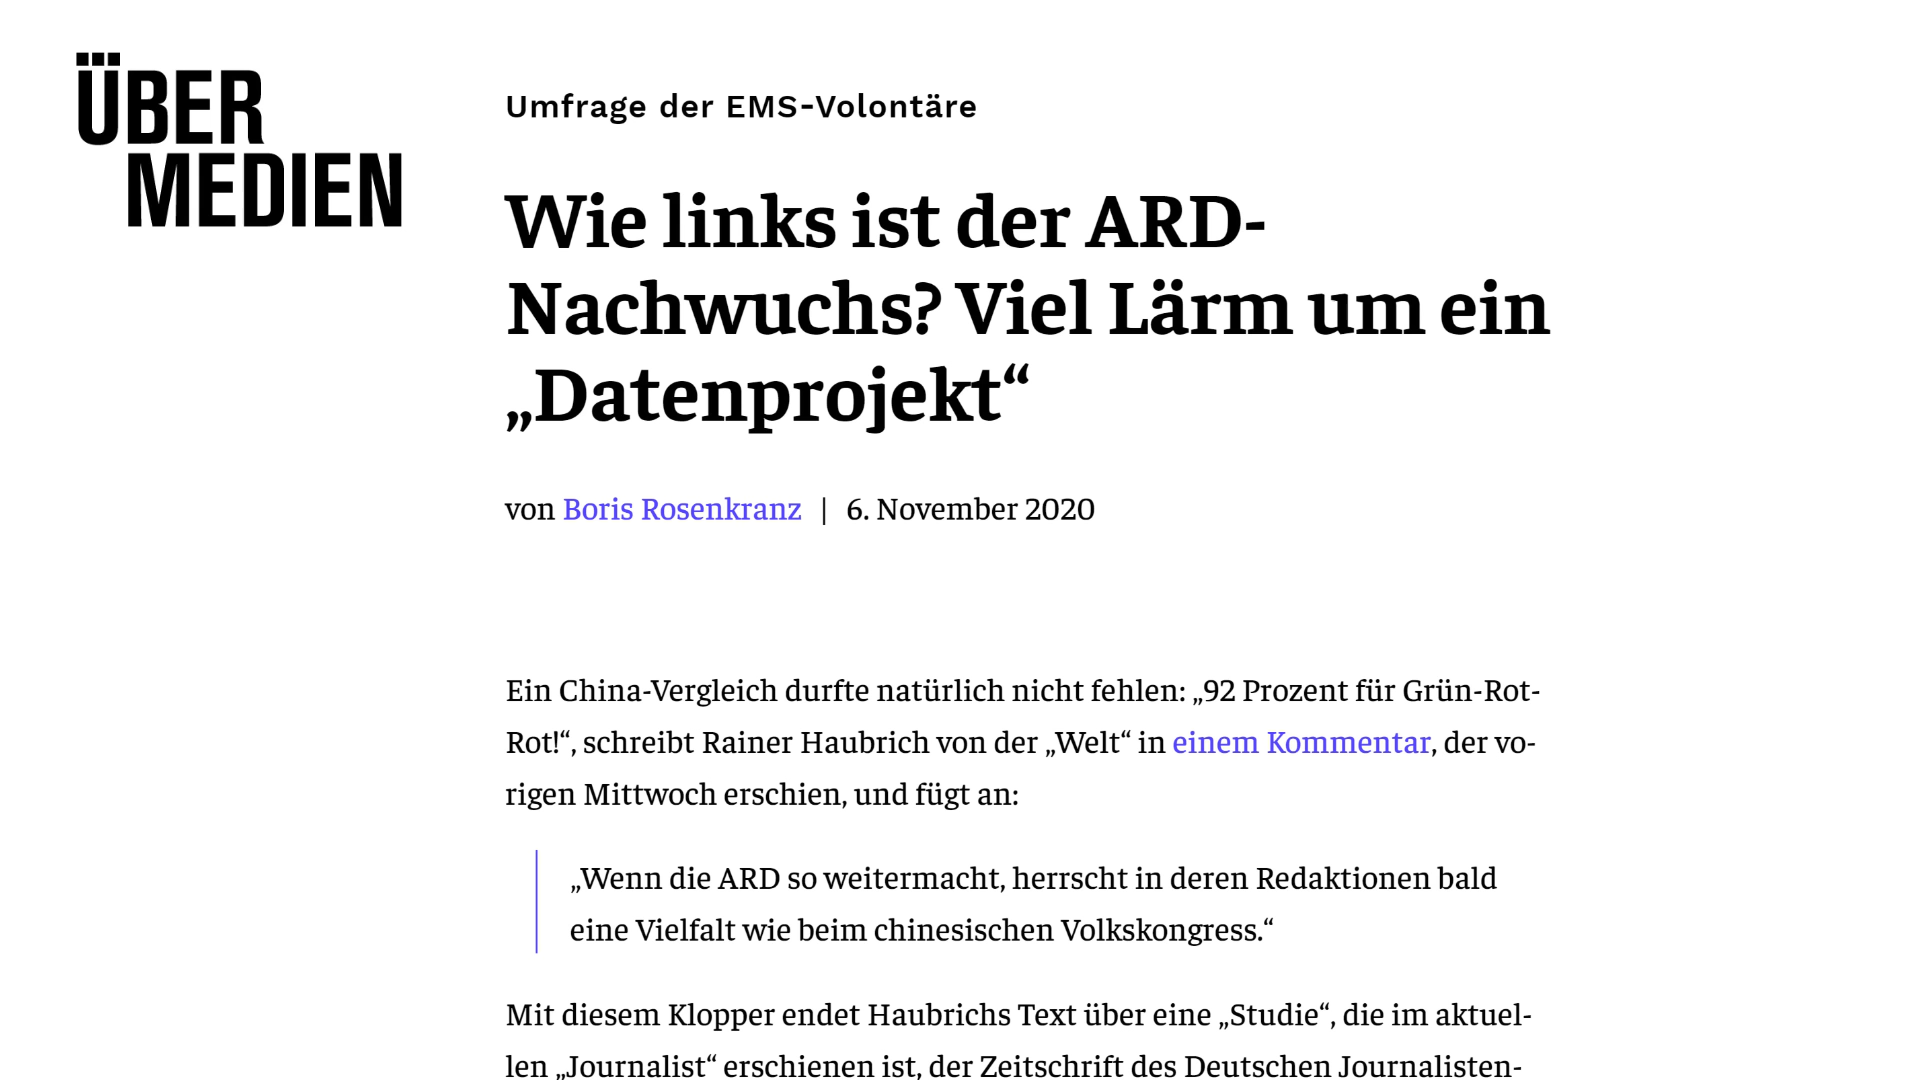 ÜBER
MEDIEN
Umfrage der EMS-Volontäre
Wie links ist der ARD-
Nachwuchs? Viel Lärm um ein
„Datenprojekt“
von Boris Rosenkranz | 6. November 2020
Ein China-Vergleich durfte natürlich nicht fehlen: „92 Prozent für Grün-Rot-
Rot!“, schreibt Rainer Haubrich von der „Welt“ in einem Kommentar, der vo-
rigen Mittwoch erschien, und fügt an:
„Wenn die ARD so weitermacht, herrscht in deren Redaktionen bald
eine Vielfalt wie beim chinesischen Volkskongress.“
Mit diesem Klopper endet Haubrichs Text über eine „Studie“, die im aktuel-
len „Journalist“ erschienen ist, der Zeitschrift des Deutschen Journalisten-